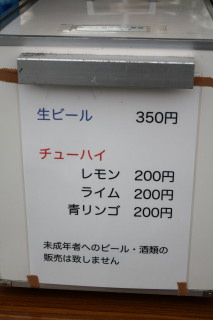 生ビール 350円
チューハイ
レモン 200円
ライム 200円
青リンゴ 200円
未成年者へのビール・酒類の
販売は致しません